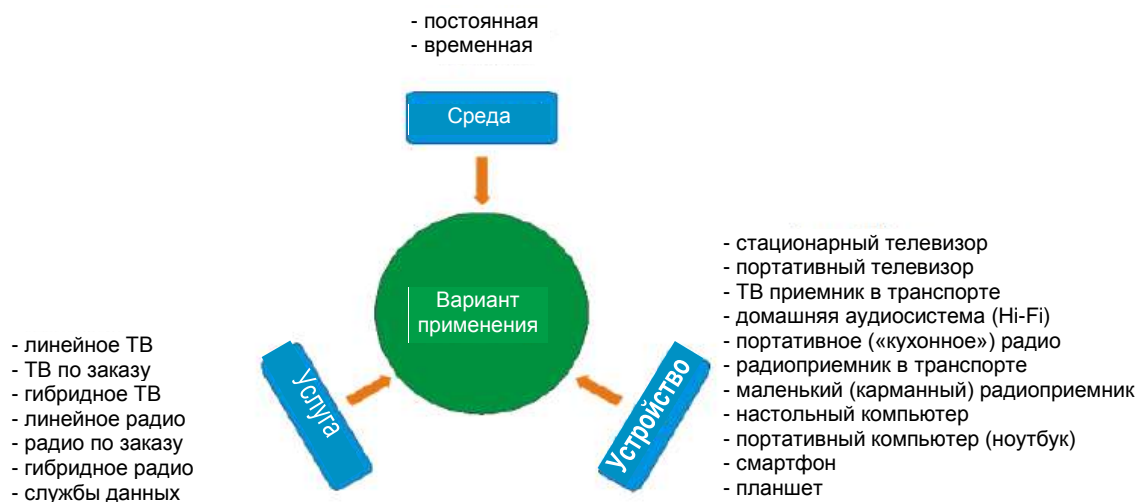 - постоянная
- временная
Среда
Вариант
применения
- линейное ТВ
- ТВ по заказу
- гибридное ТВ
- линейное радио
- радио по заказу
- гибридное радио
- службы данных
Услуга
Устройство
- стационарный телевизор
- портативный телевизор
- ТВ приемник в транспорте
- домашняя аудиосистема (Hi-Fi)
- портативное («кухонное») радио
- радиоприемник в транспорте
- маленький (карманный) радиоприемник
- настольный компьютер
- портативный компьютер (ноутбук)
- смартфон
- планшет